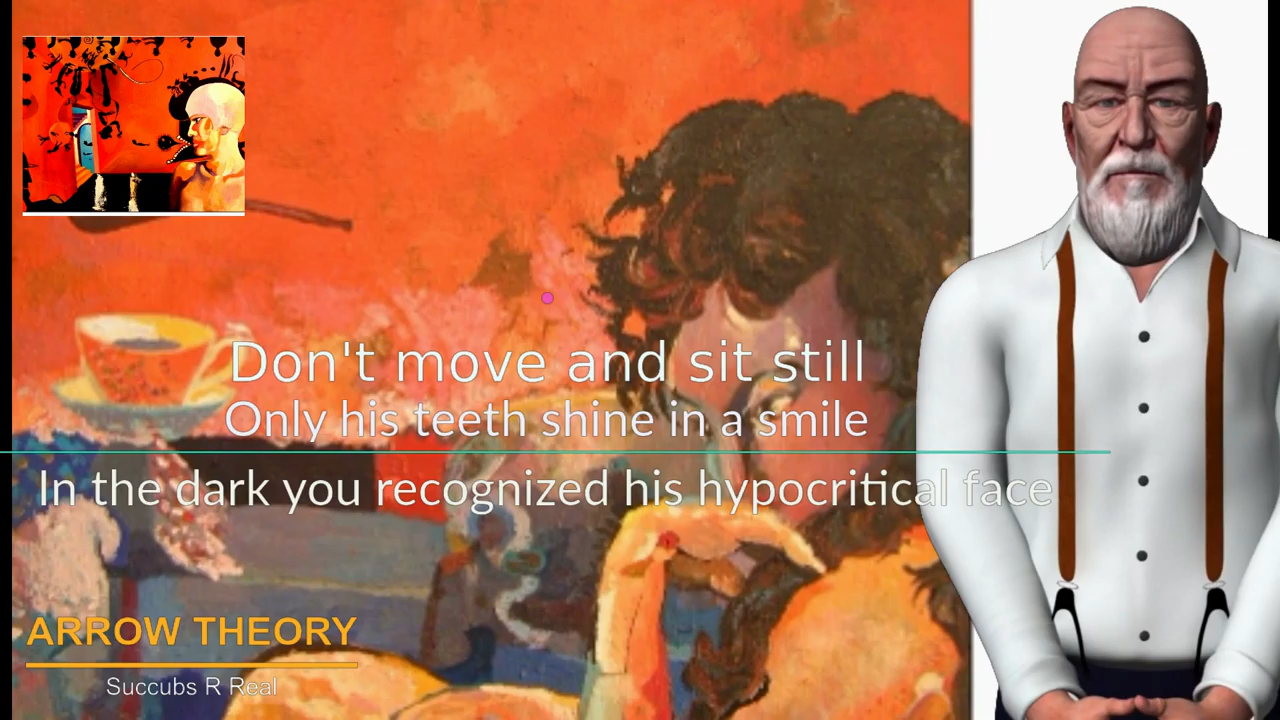 Don't move and sit still
Only his teeth shine in a smile
In the dark you recognized his hypocritical face
ARROW THEORY
Succubs R Real